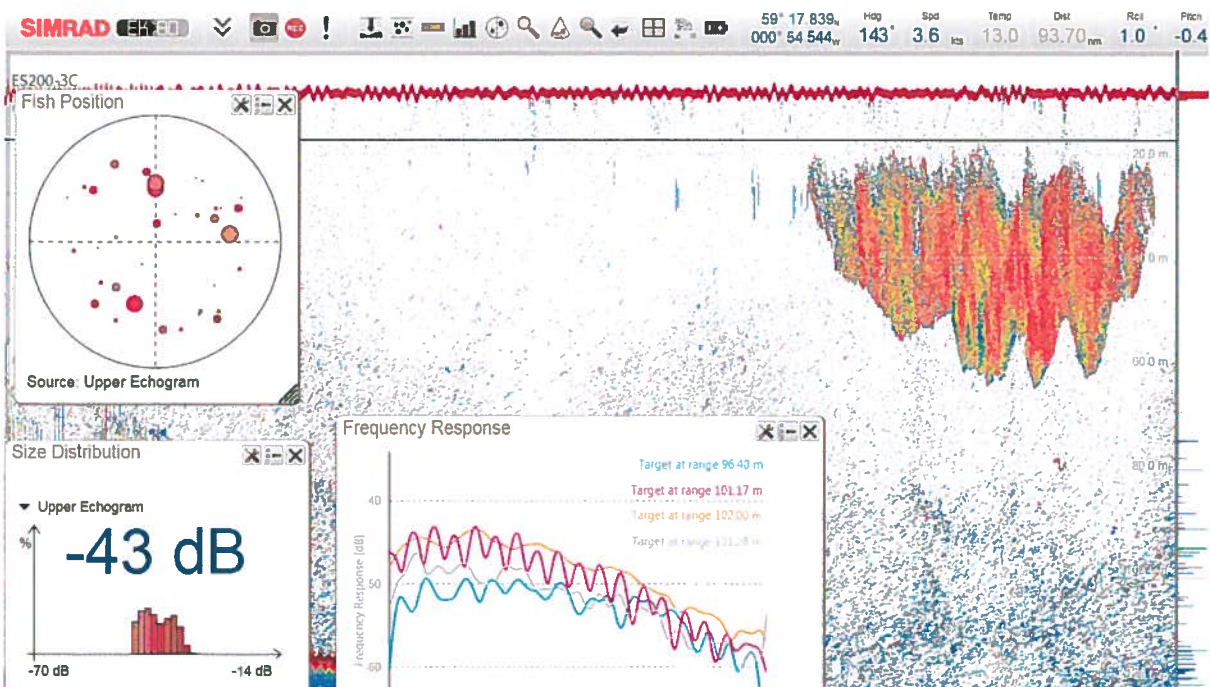 SIMRAD EK80
REC
59° 17.839N
000° 54 544W
Hdg
143°
Spd
3.6 kts
Temp
13.0
Dist
93.70 nm
Roll
1.0 °
Pitch
-0.4
ES200-3C
Fish Position
Source: Upper Echogram
20.0 m
60.0 m
80.0 m
Size Distribution
Upper Echogram
%
-43 dB
-70 dB
-14 dB
Frequency Response
Target at range 96.40 m
Target at range 101.17 m
Target at range 102.00 m
Frequency Response [dB]
40
50
60